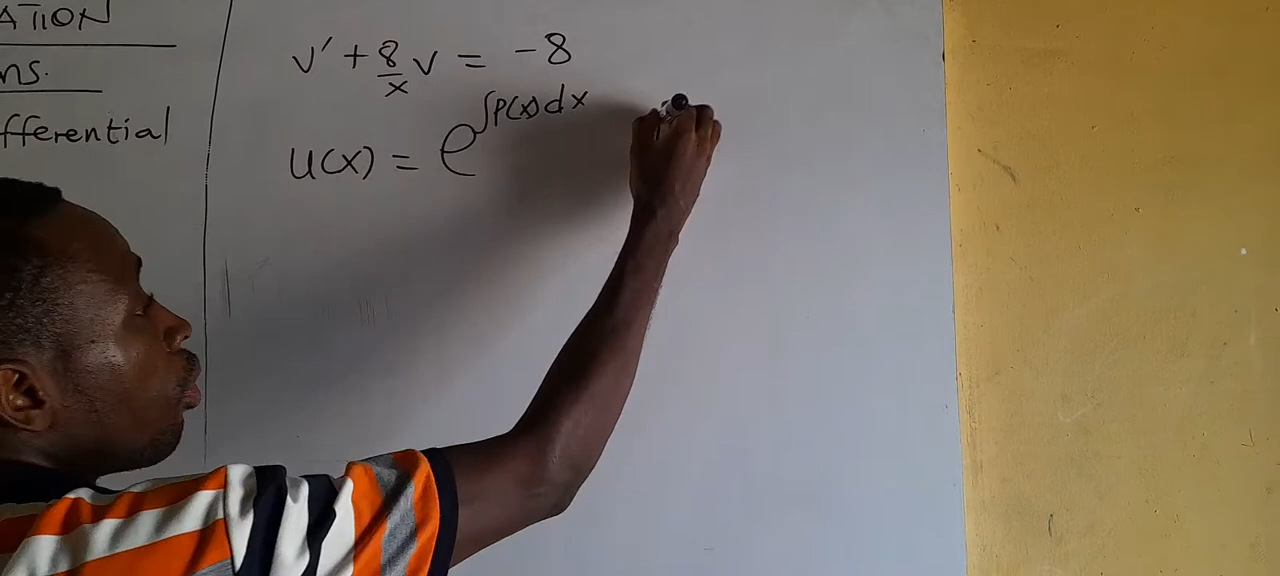 ATION
ns.
fferential
v' + 8/x v = -8
u(x) = e^∫P(x)dx